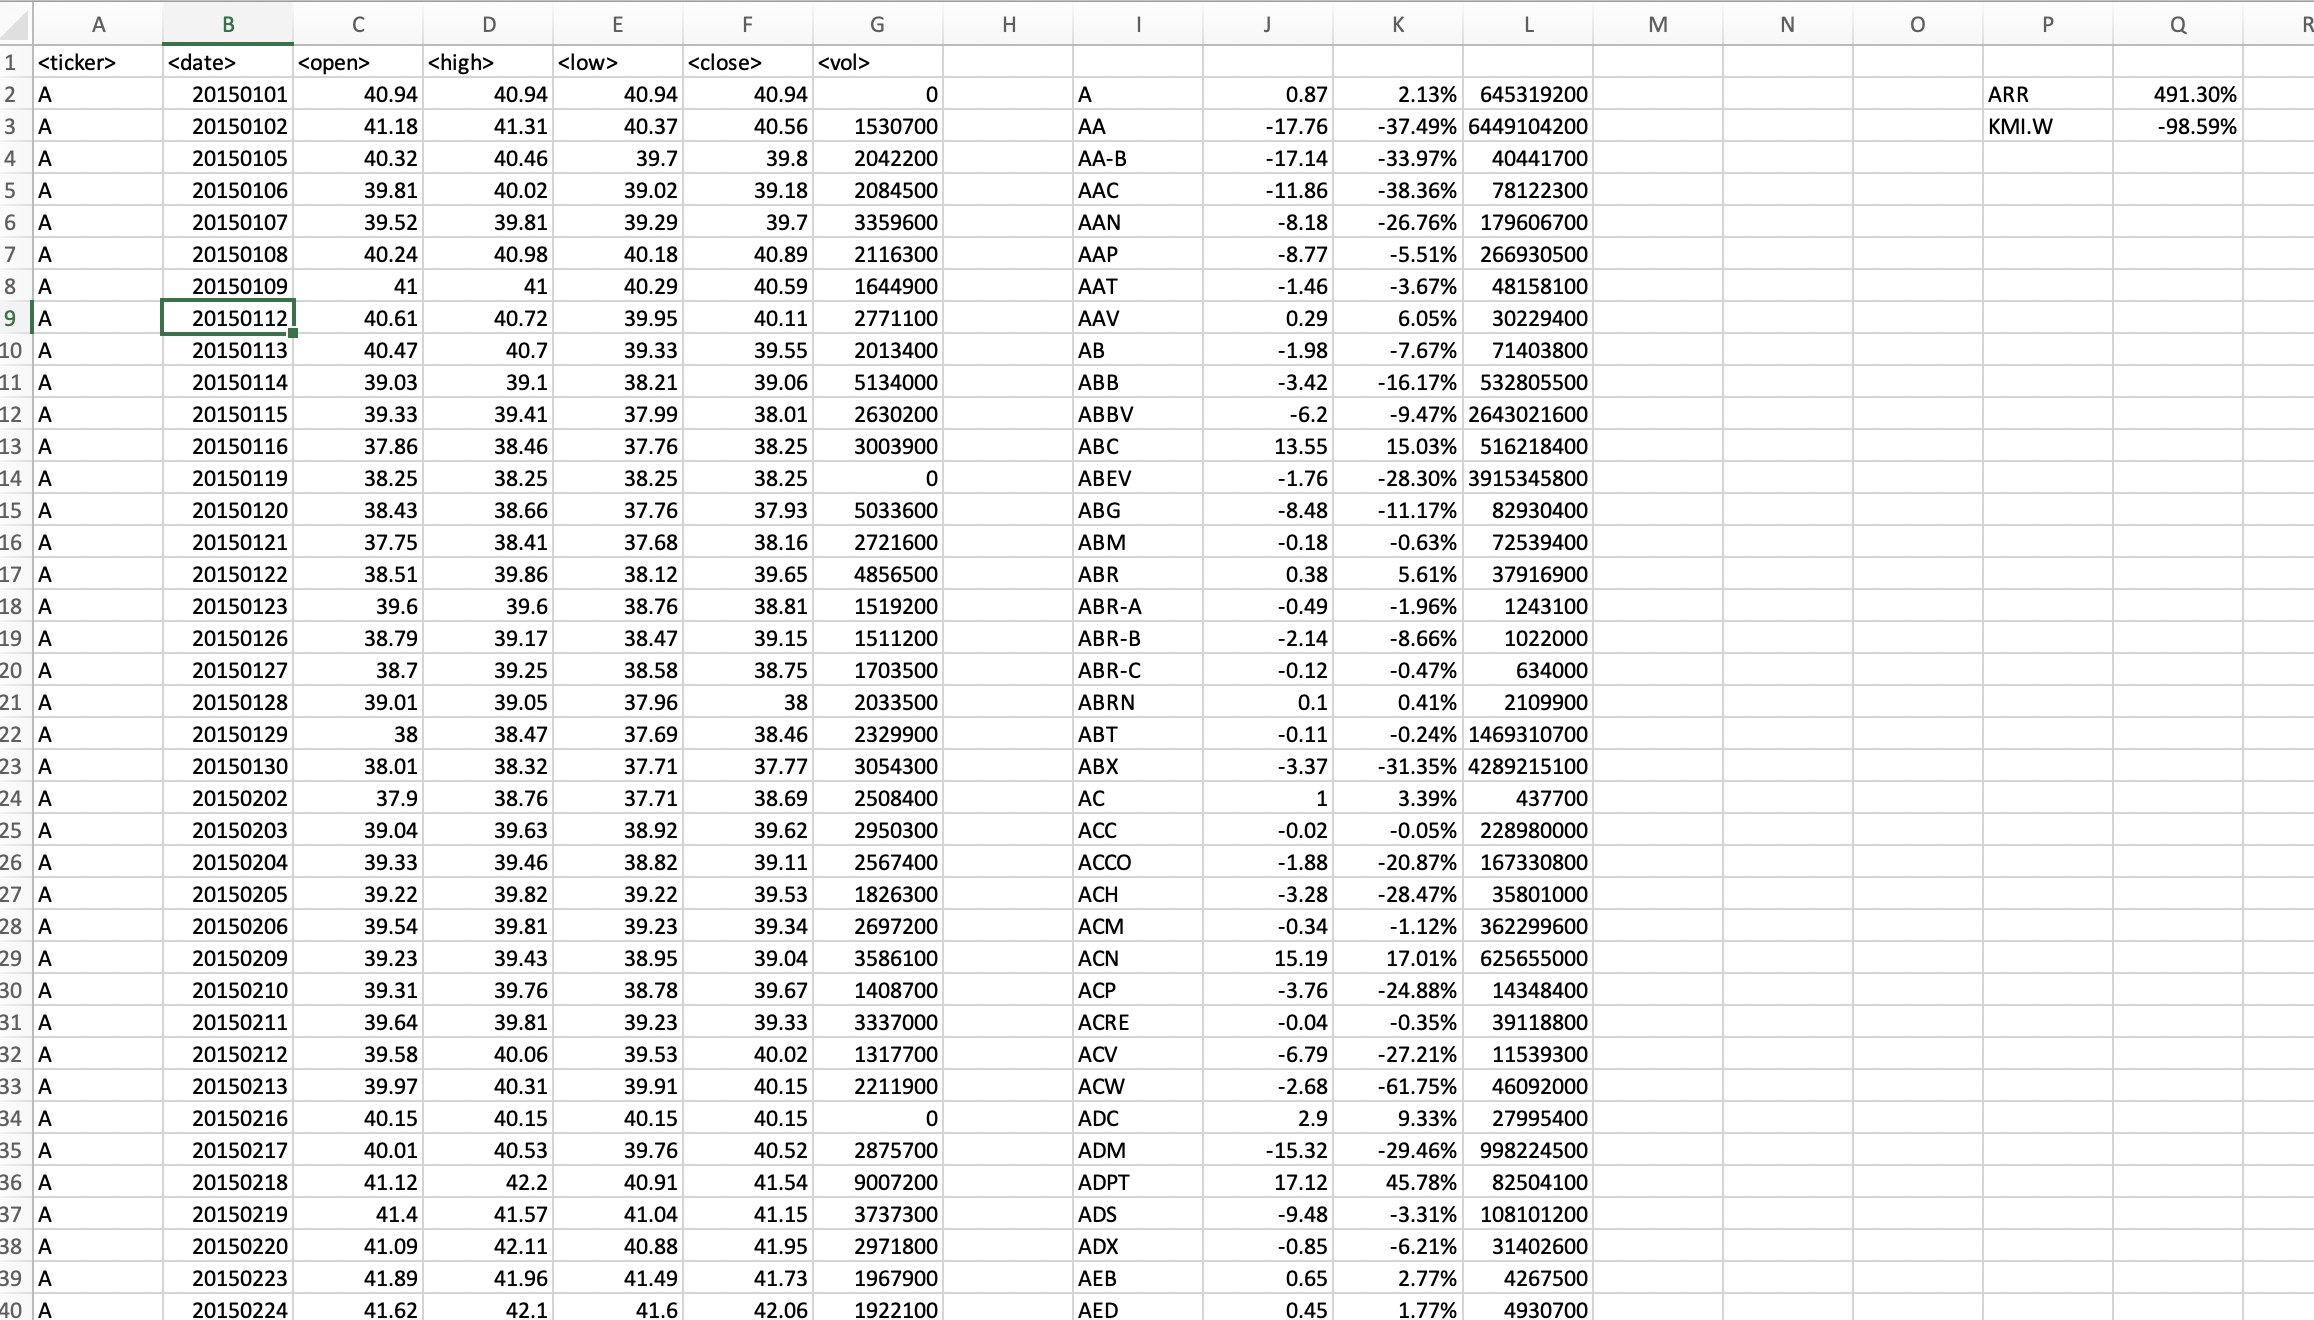 A B C D E F G H I J K L M N O P Q R
1 <ticker> <date> <open> <high> <low> <close> <vol>
2 A 20150101 40.94 40.94 40.94 40.94 0 A 0.87 2.13% 645319200 ARR 491.30%
3 A 20150102 41.18 41.31 40.37 40.56 1530700 AA -17.76 -37.49% 6449104200 KMI.W -98.59%
4 A 20150105 40.32 40.46 39.7 39.8 2042200 AA-B -17.14 -33.97% 40441700
5 A 20150106 39.81 40.02 39.02 39.18 2084500 AAC -11.86 -38.36% 78122300
6 A 20150107 39.52 39.81 39.29 39.7 3359600 AAN -8.18 -26.76% 179606700
7 A 20150108 40.24 40.98 40.18 40.89 2116300 AAP -8.77 -5.51% 266930500
8 A 20150109 41 41 40.29 40.59 1644900 AAT -1.46 -3.67% 48158100
9 A 20150112 40.61 40.72 39.95 40.11 2771100 AAV 0.29 6.05% 30229400
10 A 20150113 40.47 40.7 39.33 39.55 2013400 AB -1.98 -7.67% 71403800
11 A 20150114 39.03 39.1 38.21 39.06 5134000 ABB -3.42 -16.17% 532805500
12 A 20150115 39.33 39.41 37.99 38.01 2630200 ABBV -6.2 -9.47% 2643021600
13 A 20150116 37.86 38.46 37.76 38.25 3003900 ABC 13.55 15.03% 516218400
14 A 20150119 38.25 38.25 38.25 38.25 0 ABEV -1.76 -28.30% 3915345800
15 A 20150120 38.43 38.66 37.76 37.93 5033600 ABG -8.48 -11.17% 82930400
16 A 20150121 37.75 38.41 37.68 38.16 2721600 ABM -0.18 -0.63% 72539400
17 A 20150122 38.51 39.86 38.12 39.65 4856500 ABR 0.38 5.61% 37916900
18 A 20150123 39.6 39.6 38.76 38.81 1519200 ABR-A -0.49 -1.96% 1243100
19 A 20150126 38.79 39.17 38.47 39.15 1511200 ABR-B -2.14 -8.66% 1022000
20 A 20150127 38.7 39.25 38.58 38.75 1703500 ABR-C -0.12 -0.47% 634000
21 A 20150128 39.01 39.05 37.96 38 2033500 ABRN 0.1 0.41% 2109900
22 A 20150129 38 38.47 37.69 38.46 2329900 ABT -0.11 -0.24% 1469310700
23 A 20150130 38.01 38.32 37.71 37.77 3054300 ABX -3.37 -31.35% 4289215100
24 A 20150202 37.9 38.76 37.71 38.69 2508400 AC 1 3.39% 437700
25 A 20150203 39.04 39.63 38.92 39.62 2950300 ACC -0.02 -0.05% 228980000
26 A 20150204 39.33 39.46 38.82 39.11 2567400 ACCO -1.88 -20.87% 167330800
27 A 20150205 39.22 39.82 39.22 39.53 1826300 ACH -3.28 -28.47% 35801000
28 A 20150206 39.54 39.81 39.23 39.34 2697200 ACM -0.34 -1.12% 362299600
29 A 20150209 39.23 39.43 38.95 39.04 3586100 ACN 15.19 17.01% 625655000
30 A 20150210 39.31 39.76 38.78 39.67 1408700 ACP -3.76 -24.88% 14348400
31 A 20150211 39.64 39.81 39.23 39.33 3337000 ACRE -0.04 -0.35% 39118800
32 A 20150212 39.58 40.06 39.53 40.02 1317700 ACV -6.79 -27.21% 11539300
33 A 20150213 39.97 40.31 39.91 40.15 2211900 ACW -2.68 -61.75% 46092000
34 A 20150216 40.15 40.15 40.15 40.15 0 ADC 2.9 9.33% 27995400
35 A 20150217 40.01 40.53 39.76 40.52 2875700 ADM -15.32 -29.46% 998224500
36 A 20150218 41.12 42.2 40.91 41.54 9007200 ADPT 17.12 45.78% 82504100
37 A 20150219 41.4 41.57 41.04 41.15 3737300 ADS -9.48 -3.31% 108101200
38 A 20150220 41.09 42.11 40.88 41.95 2971800 ADX -0.85 -6.21% 31402600
39 A 20150223 41.89 41.96 41.49 41.73 1967900 AEB 0.65 2.77% 4267500
40 A 20150224 41.62 42.1 41.6 42.06 1922100 AED 0.45 1.77% 4930700